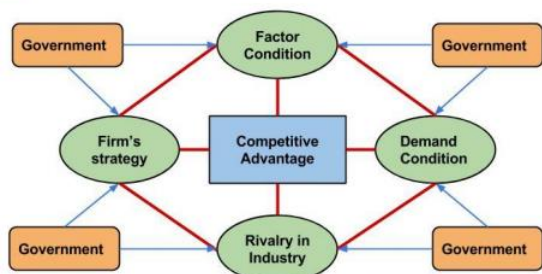 Government
Factor
Condition
Government
Firm's
strategy
Competitive
Advantage
Demand
Condition
Government
Rivalry in
Industry
Government